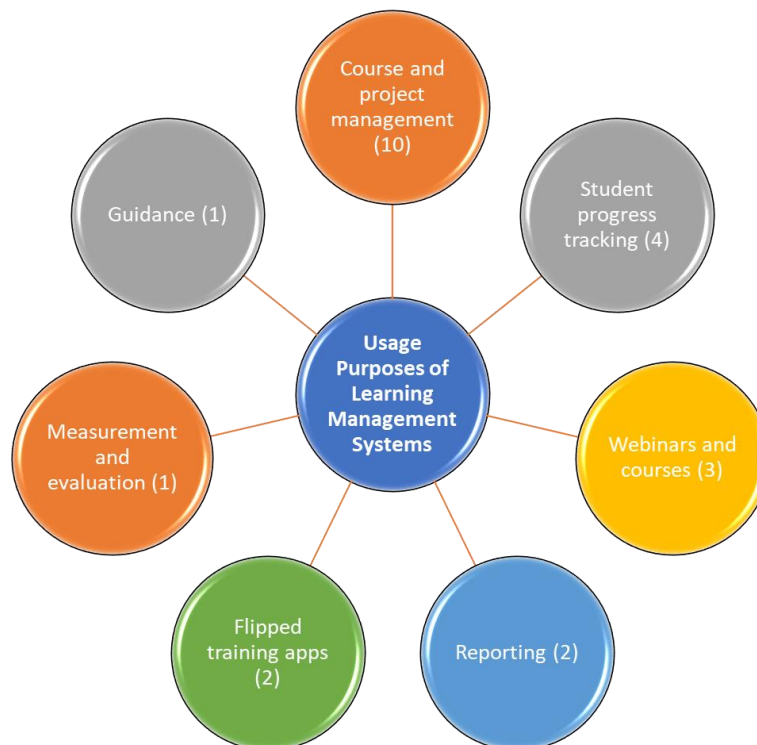 Course and
project
management
(10)
Student
progress
tracking (4)
Webinars and
courses (3)
Reporting (2)
Flipped
training apps
(2)
Measurement
and
evaluation (1)
Guidance (1)
Usage
Purposes of
Learning
Management
Systems